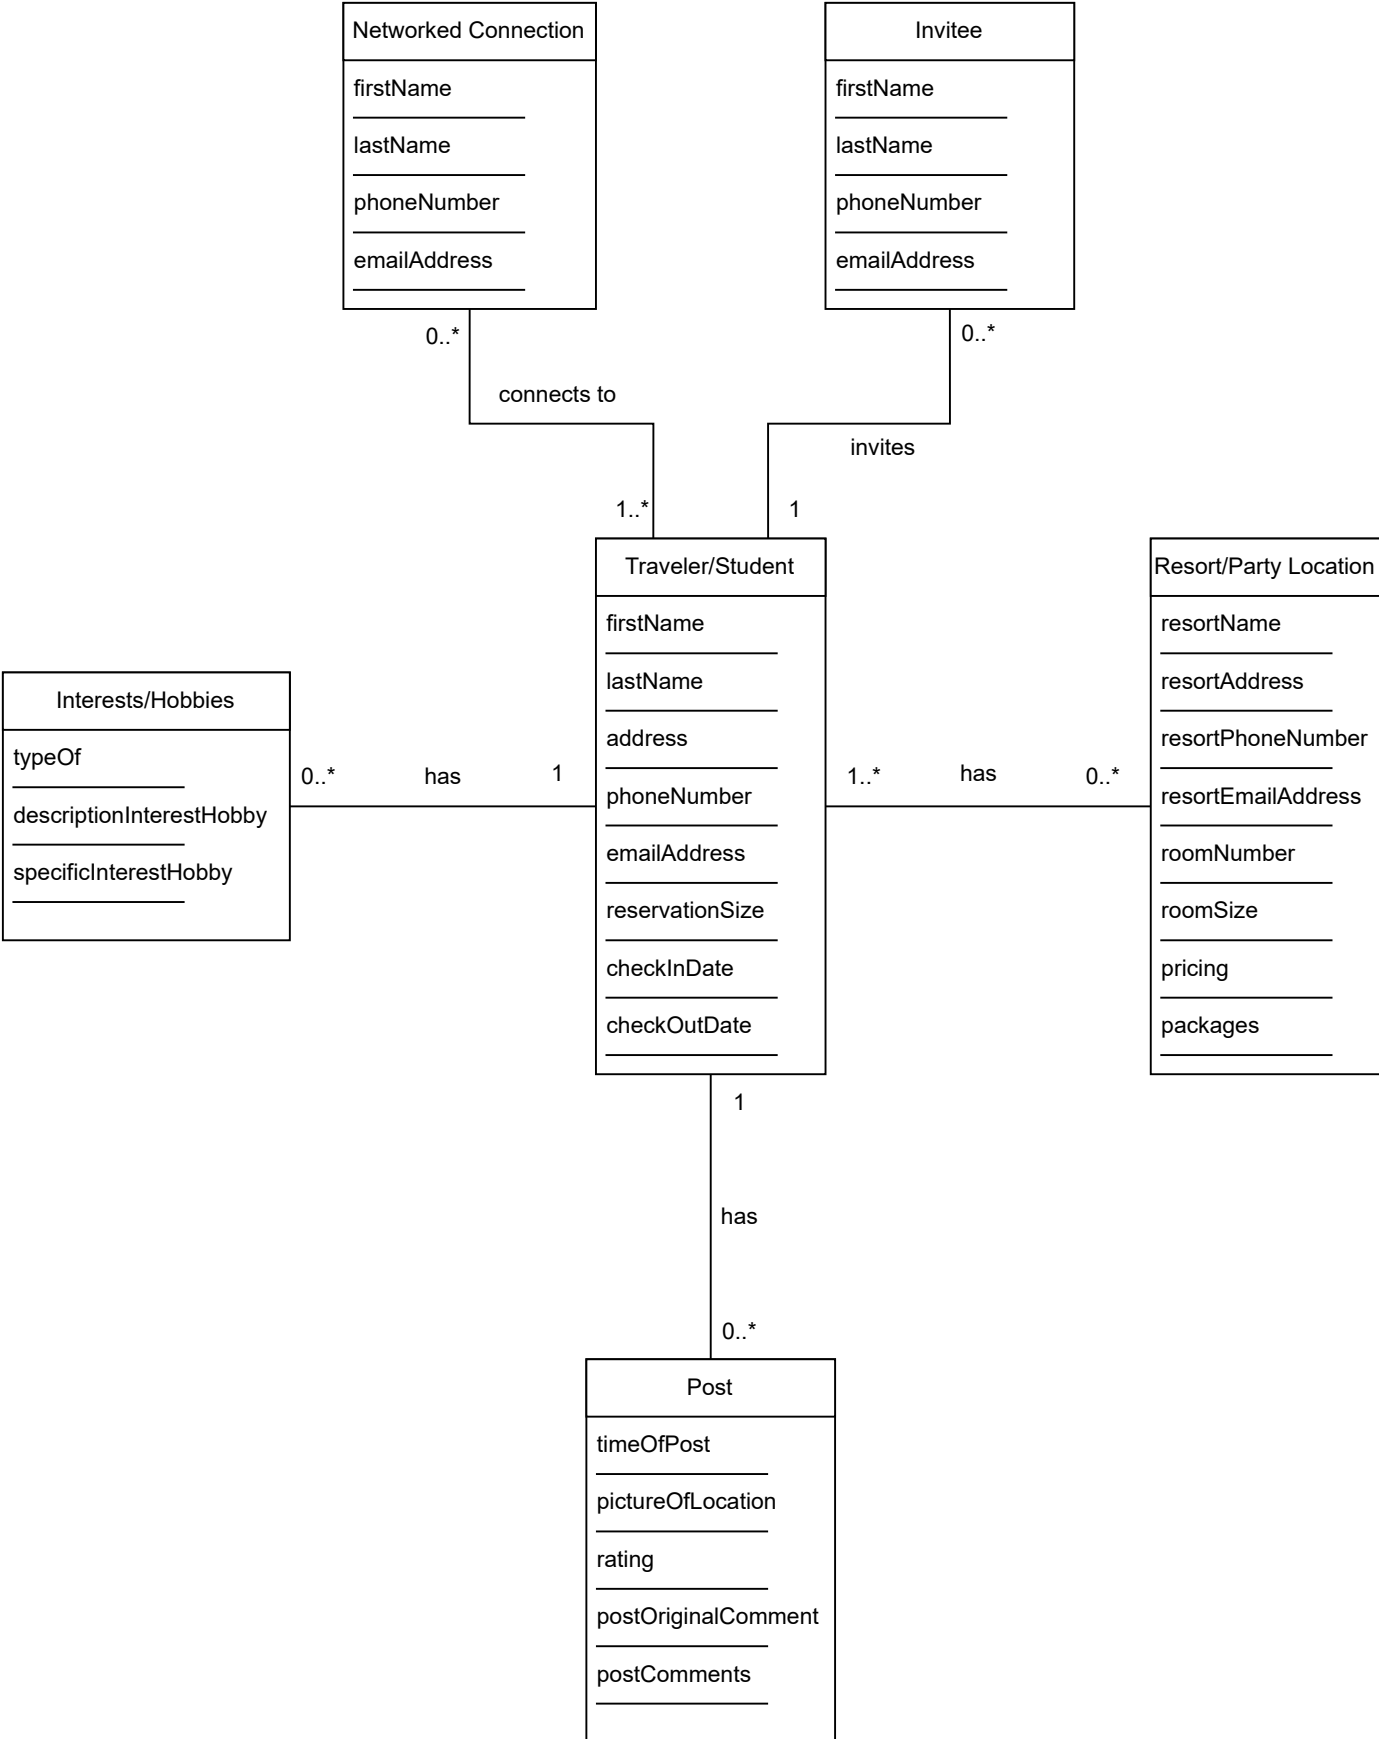 Networked Connection
firstName
lastName
phoneNumber
emailAddress
Invitee
firstName
lastName
phoneNumber
emailAddress
0..*
0..*
connects to
invites
1..*
1
Traveler/Student
firstName
lastName
address
phoneNumber
emailAddress
reservationSize
checkInDate
checkOutDate
Resort/Party Location
resortName
resortAddress
resortPhoneNumber
resortEmailAddress
roomNumber
roomSize
pricing
packages
Interests/Hobbies
typeOf
descriptionInterestHobby
specificInterestHobby
0..*
has
1
1..*
has
0..*
1
has
0..*
Post
timeOfPost
pictureOfLocation
rating
postOriginalComment
postComments